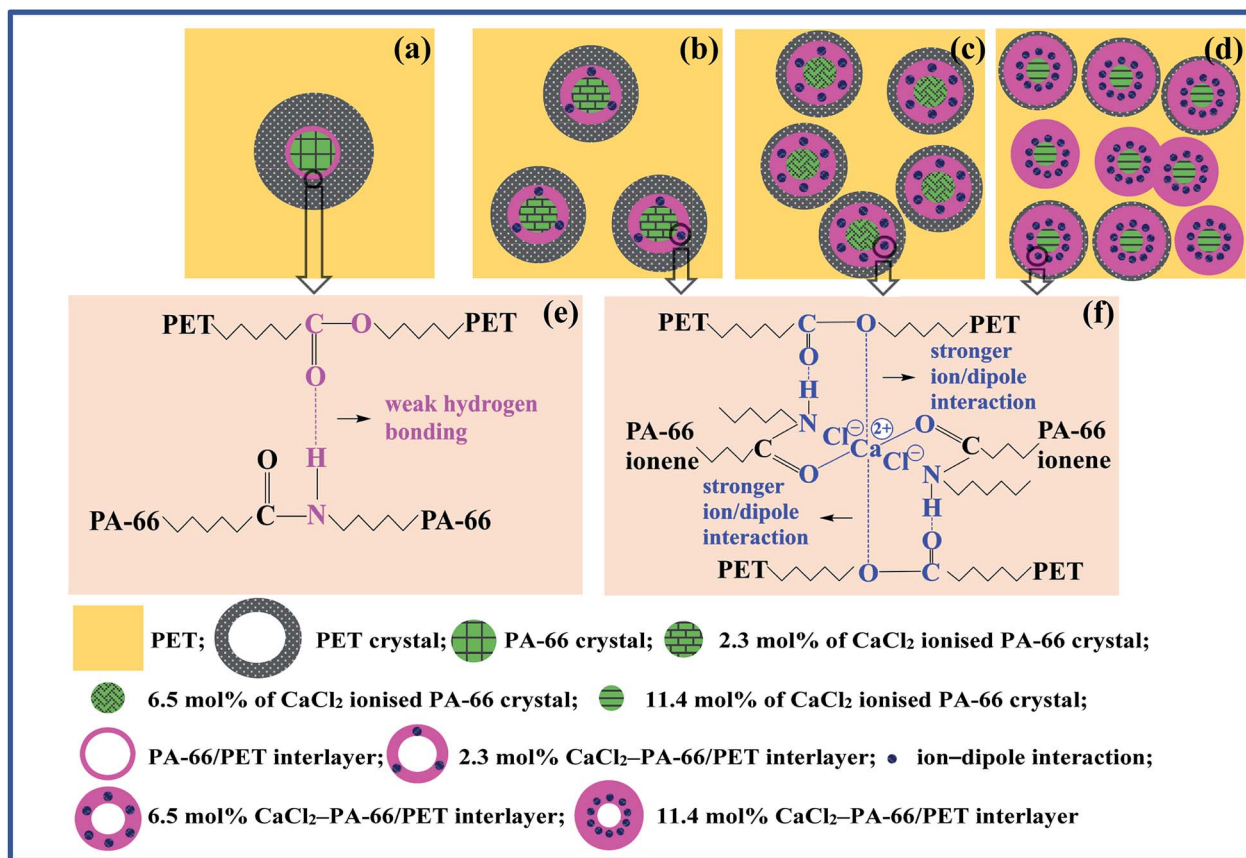 (a)
(b)
(c)
(d)
(e)
PET C O PET
O
weak hydrogen
bonding
O H
C N
PA-66 PA-66
(f)
PET C O PET
O
stronger
ion/dipole
interaction
H
N
PA-66
ionene
C O
Cl⊖ Ca 2+ Cl⊖
O C
PA-66
ionene
N
H
stronger
ion/dipole
interaction
O
PET O C PET
PET; PET crystal; PA-66 crystal; 2.3 mol% of CaCl₂ ionised PA-66 crystal;
6.5 mol% of CaCl₂ ionised PA-66 crystal; 11.4 mol% of CaCl₂ ionised PA-66 crystal;
PA-66/PET interlayer; 2.3 mol% CaCl₂–PA-66/PET interlayer; ion–dipole interaction;
6.5 mol% CaCl₂–PA-66/PET interlayer; 11.4 mol% CaCl₂–PA-66/PET interlayer